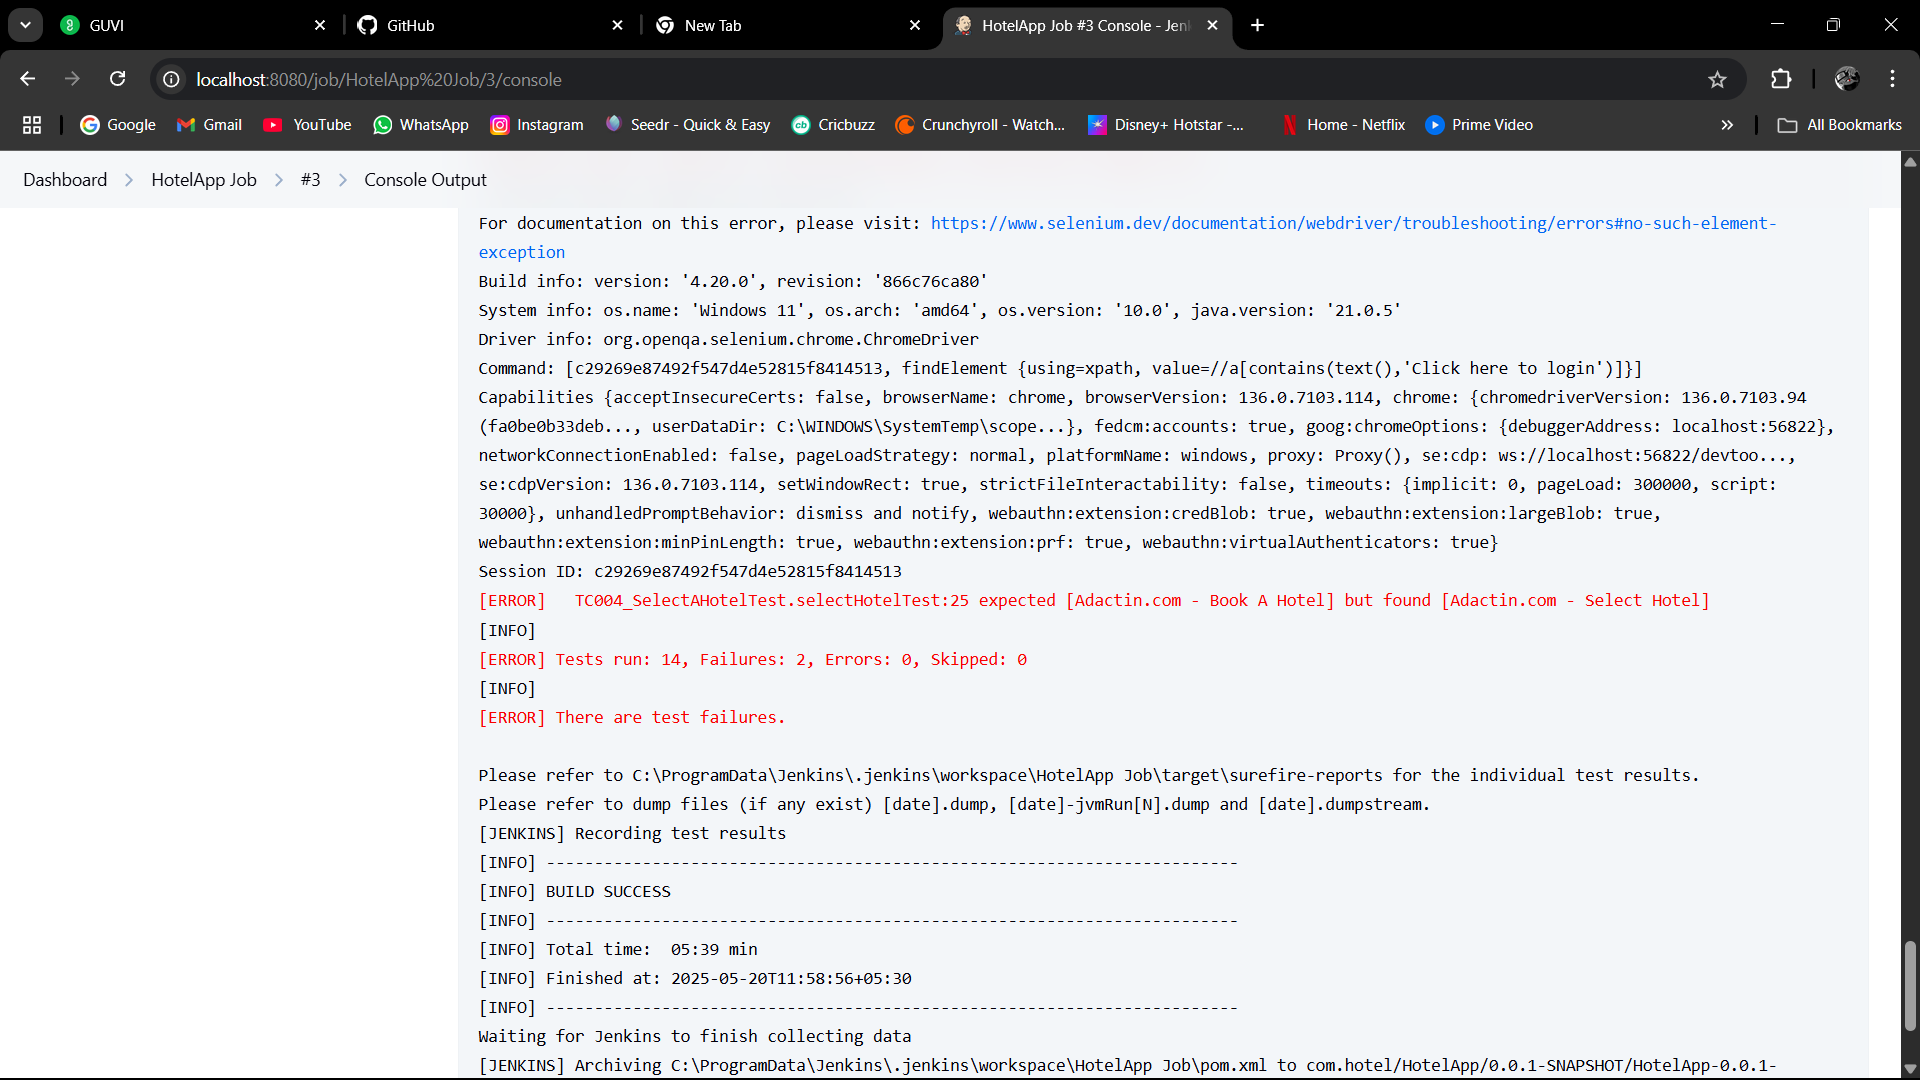 GUVI
GitHub
New Tab
HotelApp Job #3 Console - Jen
localhost:8080/job/HotelApp%20Job/3/console
Google
Gmail
YouTube
WhatsApp
Instagram
Seedr - Quick & Easy
Cricbuzz
Crunchyroll - Watch...
Disney+ Hotstar -...
Home - Netflix
Prime Video
All Bookmarks
Dashboard
HotelApp Job
#3
Console Output
For documentation on this error, please visit: https://www.selenium.dev/documentation/webdriver/troubleshooting/errors#no-such-element-
exception
Build info: version: '4.20.0', revision: '866c76ca80'
System info: os.name: 'Windows 11', os.arch: 'amd64', os.version: '10.0', java.version: '21.0.5'
Driver info: org.openqa.selenium.chrome.ChromeDriver
Command: [c29269e87492f547d4e52815f8414513, findElement {using=xpath, value=//a[contains(text(),'Click here to login')]}]
Capabilities {acceptInsecureCerts: false, browserName: chrome, browserVersion: 136.0.7103.114, chrome: {chromedriverVersion: 136.0.7103.94
(fa0be0b33deb..., userDataDir: C:\WINDOWS\SystemTemp\scope...}, fedcm:accounts: true, goog:chromeOptions: {debuggerAddress: localhost:56822},
networkConnectionEnabled: false, pageLoadStrategy: normal, platformName: windows, proxy: Proxy(), se:cdp: ws://localhost:56822/devtoo...,
se:cdpVersion: 136.0.7103.114, setWindowRect: true, strictFileInteractability: false, timeouts: {implicit: 0, pageLoad: 300000, script:
30000}, unhandledPromptBehavior: dismiss and notify, webauthn:extension:credBlob: true, webauthn:extension:largeBlob: true,
webauthn:extension:minPinLength: true, webauthn:extension:prf: true, webauthn:virtualAuthenticators: true}
Session ID: c29269e87492f547d4e52815f8414513
[ERROR]   TC004_SelectAHotelTest.selectHotelTest:25 expected [Adactin.com - Book A Hotel] but found [Adactin.com - Select Hotel]
[INFO]
[ERROR] Tests run: 14, Failures: 2, Errors: 0, Skipped: 0
[INFO]
[ERROR] There are test failures.
Please refer to C:\ProgramData\Jenkins\.jenkins\workspace\HotelApp Job\target\surefire-reports for the individual test results.
Please refer to dump files (if any exist) [date].dump, [date]-jvmRun[N].dump and [date].dumpstream.
[JENKINS] Recording test results
[INFO] ------------------------------------------------------------------------
[INFO] BUILD SUCCESS
[INFO] ------------------------------------------------------------------------
[INFO] Total time:  05:39 min
[INFO] Finished at: 2025-05-20T11:58:56+05:30
[INFO] ------------------------------------------------------------------------
Waiting for Jenkins to finish collecting data
[JENKINS] Archiving C:\ProgramData\Jenkins\.jenkins\workspace\HotelApp Job\pom.xml to com.hotel/HotelApp/0.0.1-SNAPSHOT/HotelApp-0.0.1-